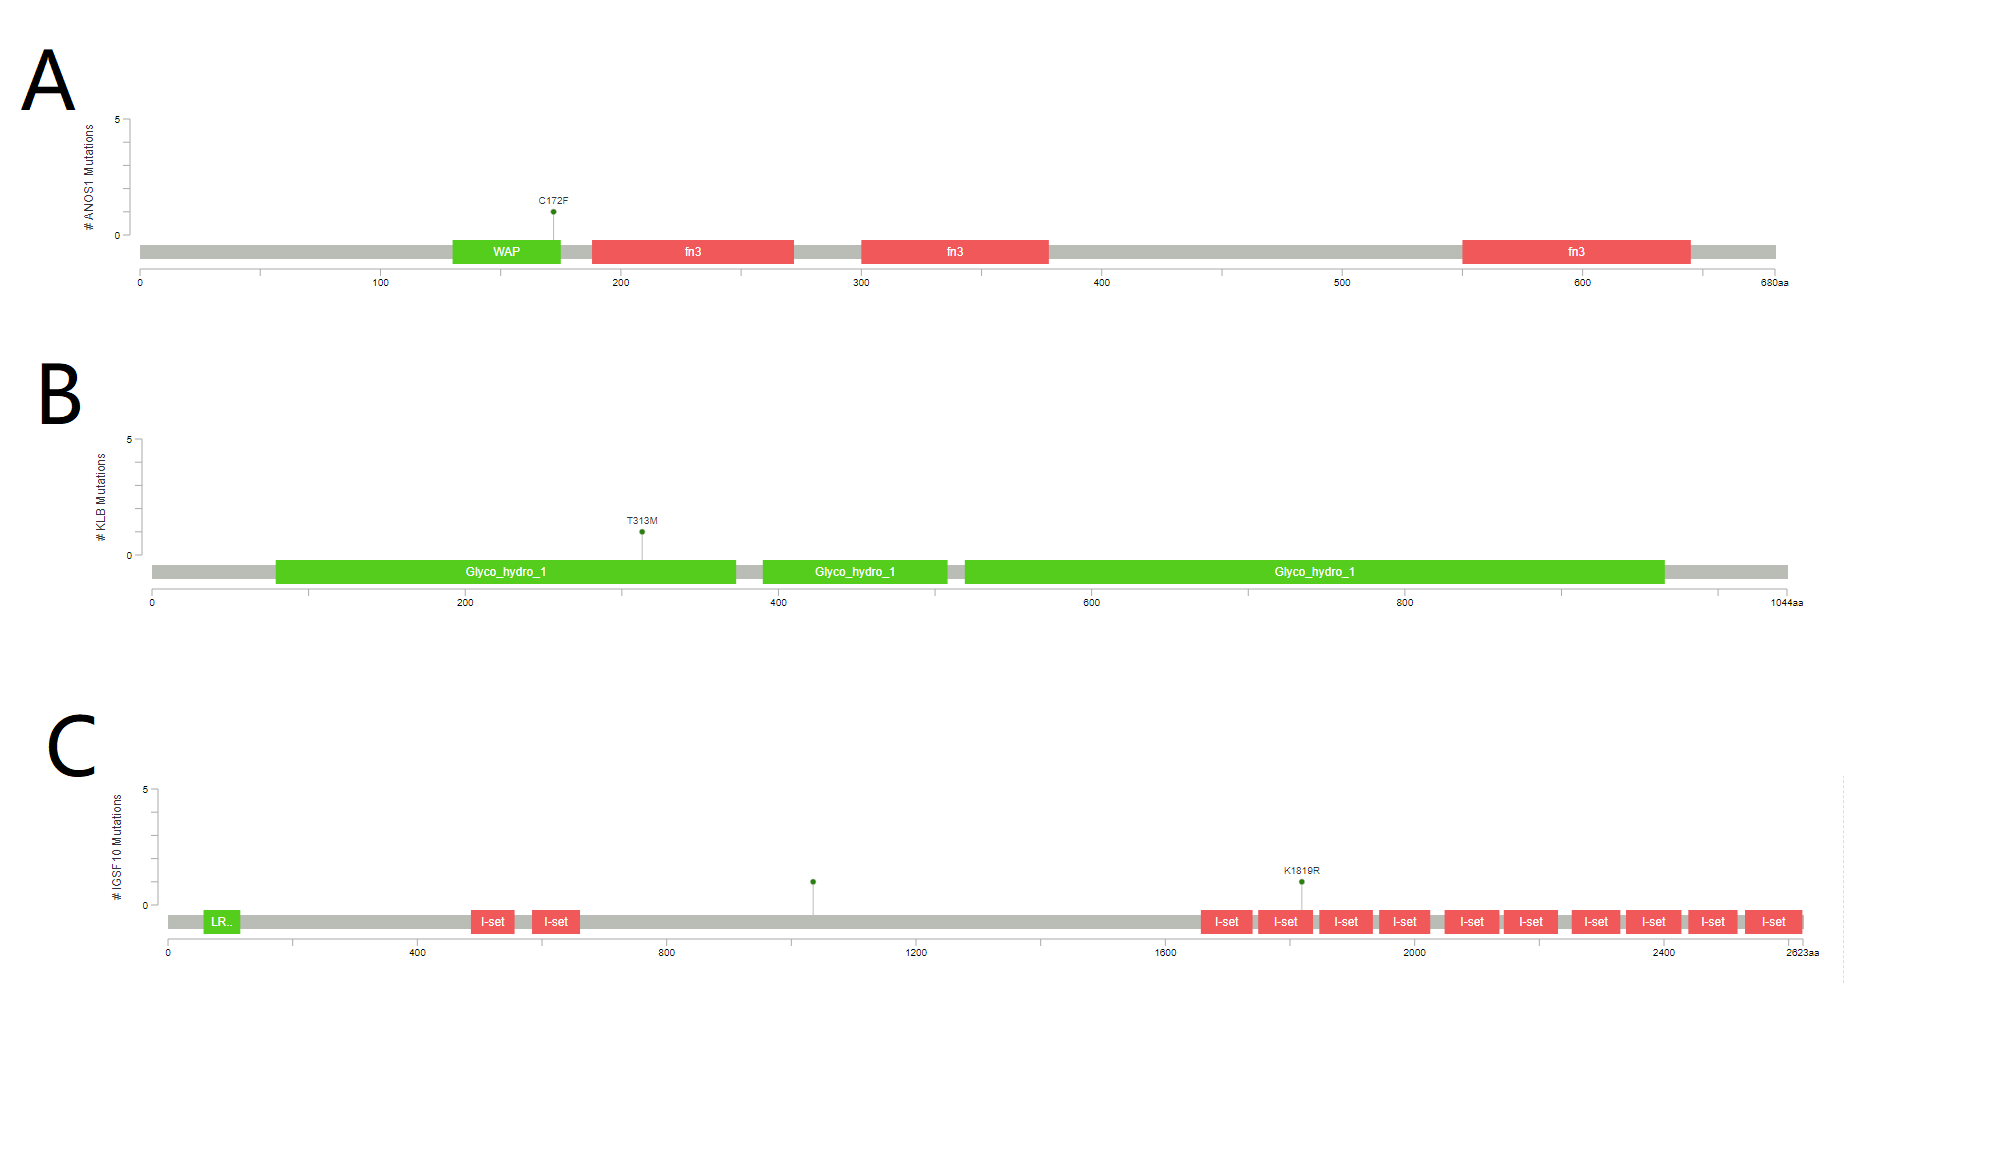 A
# ANOS1 Mutations
5
0
C172F
WAP fn3 fn3 fn3
0 100 200 300 400 500 600 680aa
B
# KLB Mutations
5
0
T313M
Glyco_hydro_1 Glyco_hydro_1 Glyco_hydro_1
0 200 400 600 800 1044aa
C
# IGSF10 Mutations
5
0
K1819R
LR.. I-set I-set I-set I-set I-set I-set I-set I-set I-set I-set I-set I-set
0 400 800 1200 1600 2000 2400 2623aa